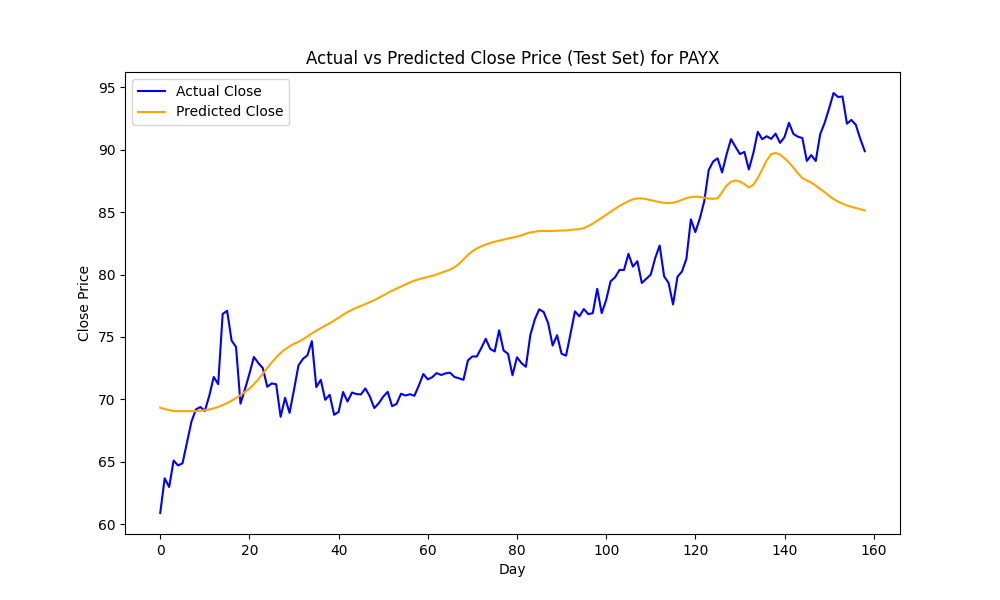 Actual vs Predicted Close Price (Test Set) for PAYX
Actual Close
Predicted Close
95
90
85
80
75
70
65
60
Close Price
0 20 40 60 80 100 120 140 160
Day